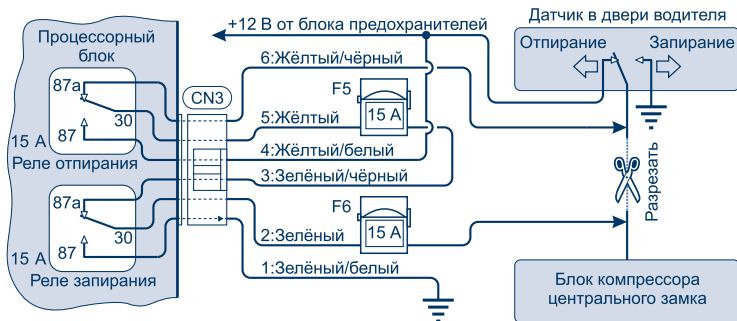 +12 В от блока предохранителей
Датчик в двери водителя
Отпирание
Запирание
Процессорный
блок
87а
30
87
15 А
Реле отпирания
87а
30
87
15 А
Реле запирания
CN3
6:Жёлтый/чёрный
F5
15 А
5:Жёлтый
4:Жёлтый/белый
3:Зелёный/чёрный
F6
15 А
2:Зелёный
1:Зелёный/белый
Разрезать
Блок компрессора
центрального замка